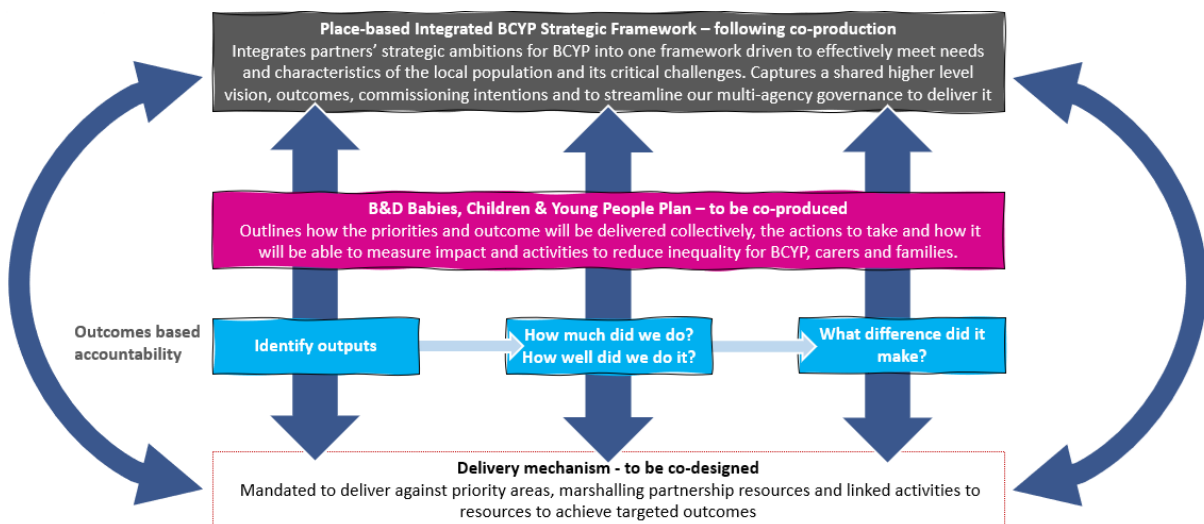 Place-based Integrated BCYP Strategic Framework – following co-production
Integrates partners’ strategic ambitions for BCYP into one framework driven to effectively meet needs
and characteristics of the local population and its critical challenges. Captures a shared higher level
vision, outcomes, commissioning intentions and to streamline our multi-agency governance to deliver it
B&D Babies, Children & Young People Plan – to be co-produced
Outlines how the priorities and outcome will be delivered collectively, the actions to take and how it
will be able to measure impact and activities to reduce inequality for BCYP, carers and families.
Outcomes based
accountability
Identify outputs
How much did we do?
How well did we do it?
What difference did it
make?
Delivery mechanism - to be co-designed
Mandated to deliver against priority areas, marshalling partnership resources and linked activities to
resources to achieve targeted outcomes